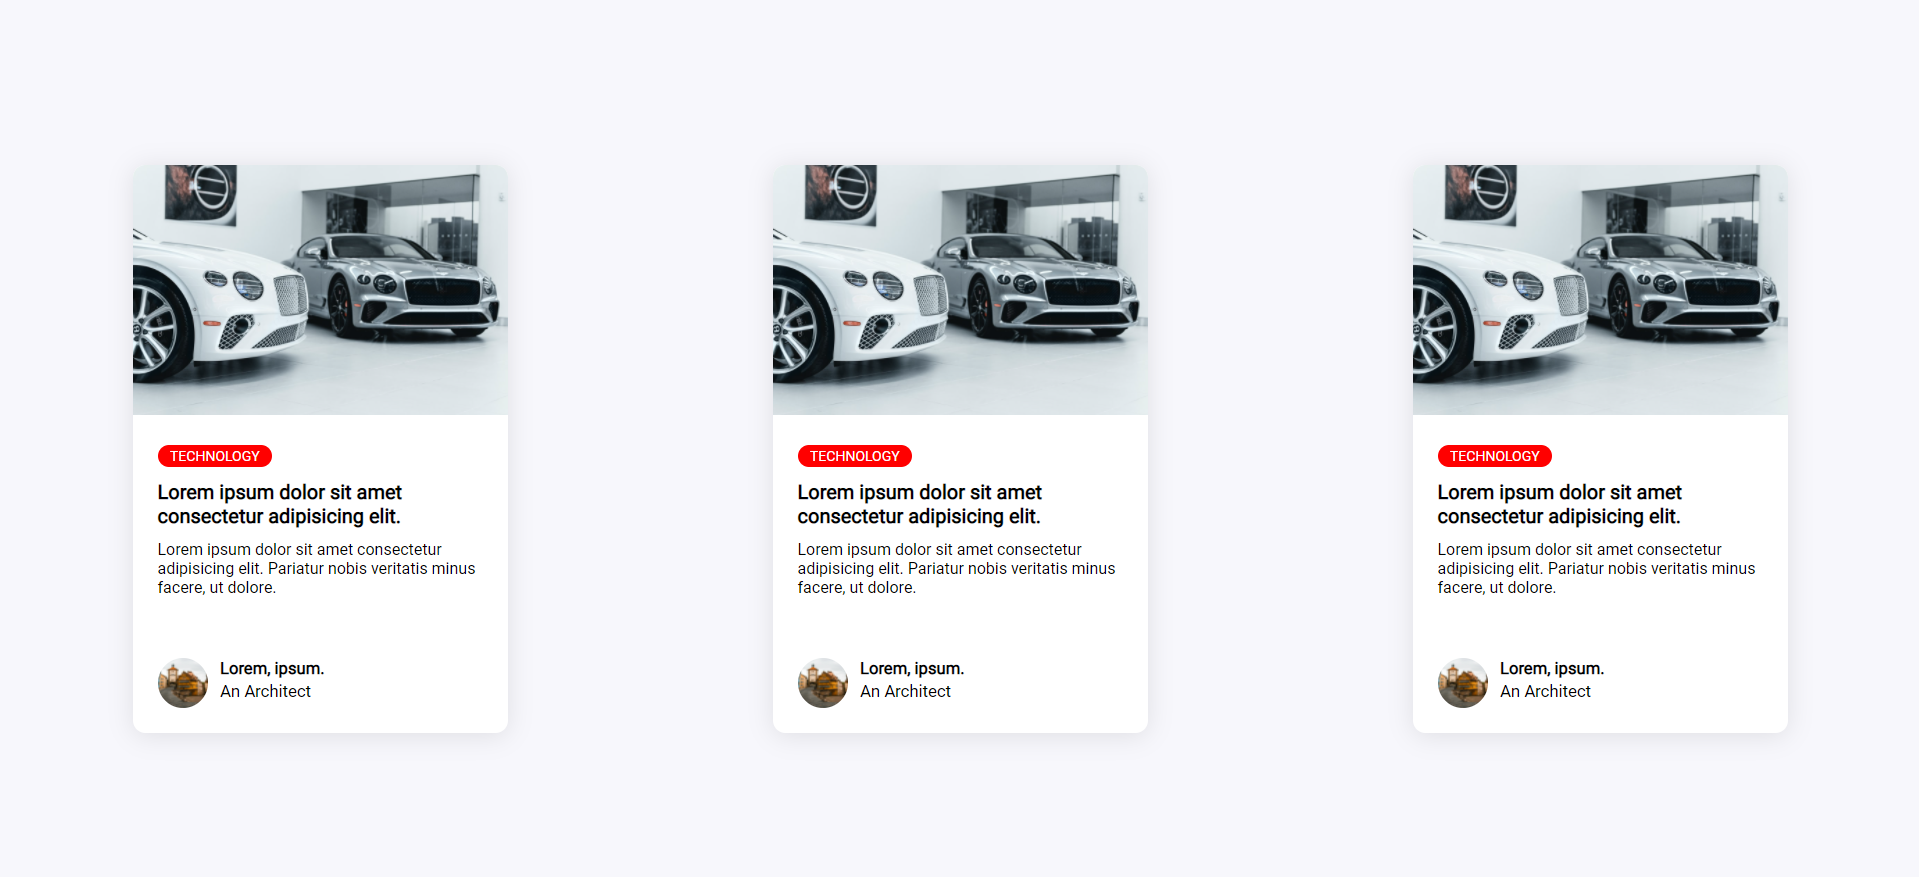 TECHNOLOGY
Lorem ipsum dolor sit amet
consectetur adipisicing elit.
Lorem ipsum dolor sit amet consectetur
adipisicing elit. Pariatur nobis veritatis minus
facere, ut dolore.
Lorem, ipsum.
An Architect
TECHNOLOGY
Lorem ipsum dolor sit amet
consectetur adipisicing elit.
Lorem ipsum dolor sit amet consectetur
adipisicing elit. Pariatur nobis veritatis minus
facere, ut dolore.
Lorem, ipsum.
An Architect
TECHNOLOGY
Lorem ipsum dolor sit amet
consectetur adipisicing elit.
Lorem ipsum dolor sit amet consectetur
adipisicing elit. Pariatur nobis veritatis minus
facere, ut dolore.
Lorem, ipsum.
An Architect